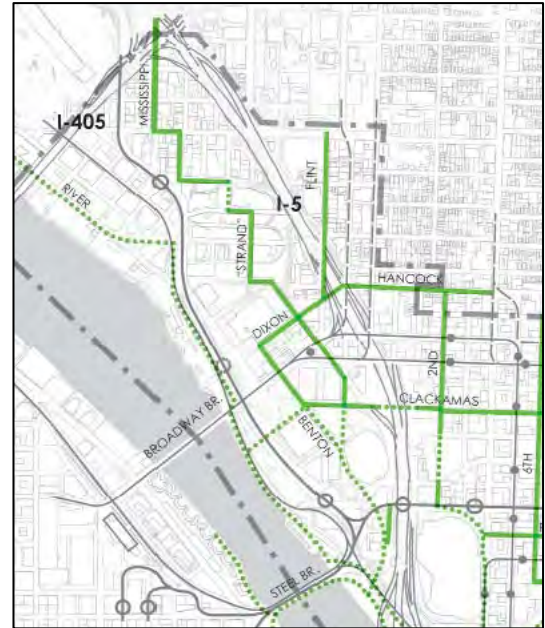 MISSISSIPPI
I-405
RIVER
I-5
FLINT
"STRAND"
HANCOCK
DIXON
2ND
CLACKAMAS
BROADWAY BR.
BENTON
6TH
STEEL BR.